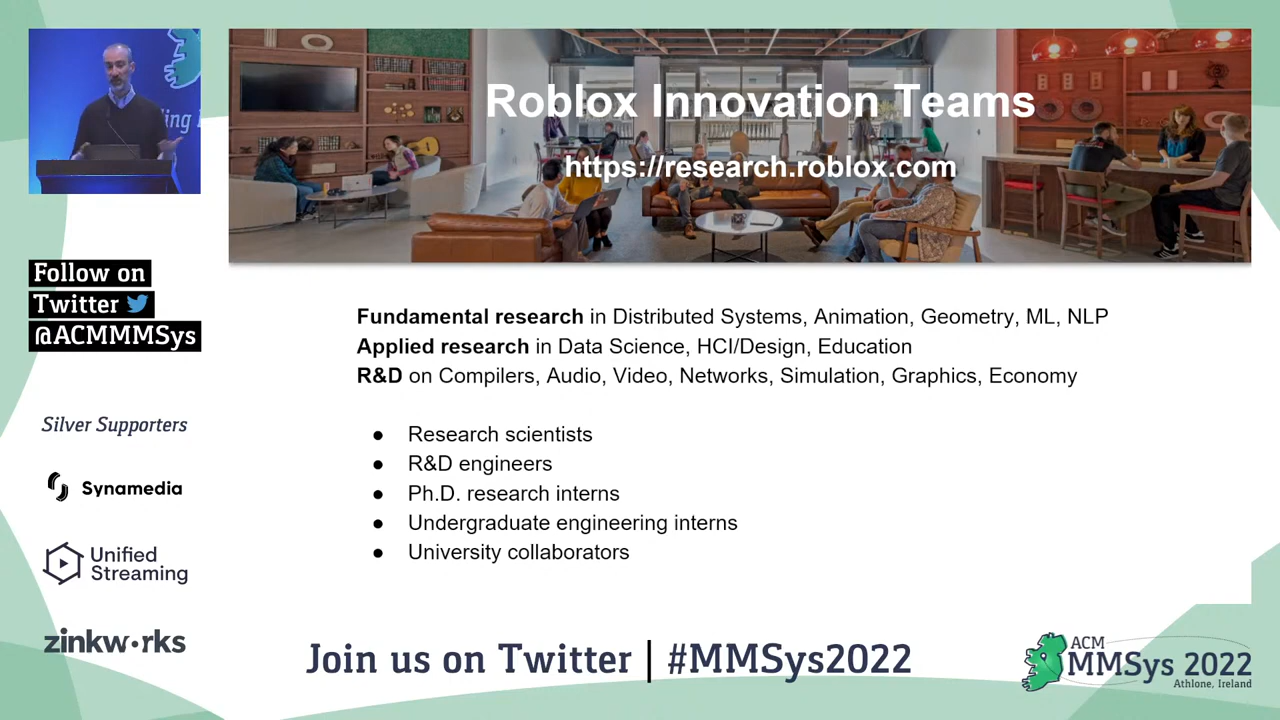 Roblox Innovation Teams
https://research.roblox.com
ing
Follow on
Twitter
@ACMMMSys
Fundamental research in Distributed Systems, Animation, Geometry, ML, NLP
Applied research in Data Science, HCI/Design, Education
R&D on Compilers, Audio, Video, Networks, Simulation, Graphics, Economy
● Research scientists
● R&D engineers
● Ph.D. research interns
● Undergraduate engineering interns
● University collaborators
Silver Supporters
Synamedia
Unified
Streaming
zinkw•rks
Join us on Twitter | #MMSys2022
ACM
MMSys 2022
Athlone, Ireland